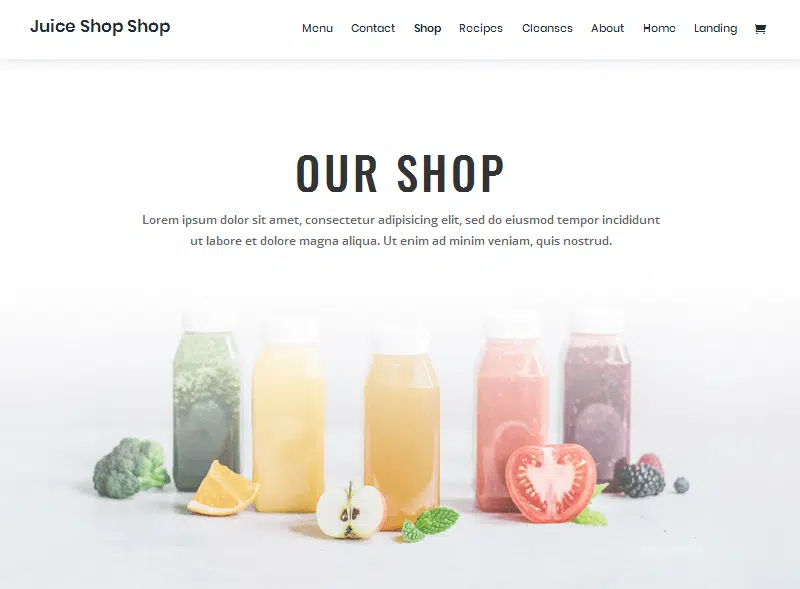 Juice Shop Shop
Menu Contact Shop Recipes Cleanses About Home Landing
OUR SHOP
Lorem ipsum dolor sit amet, consectetur adipisicing elit, sed do eiusmod tempor incididunt
ut labore et dolore magna aliqua. Ut enim ad minim veniam, quis nostrud.